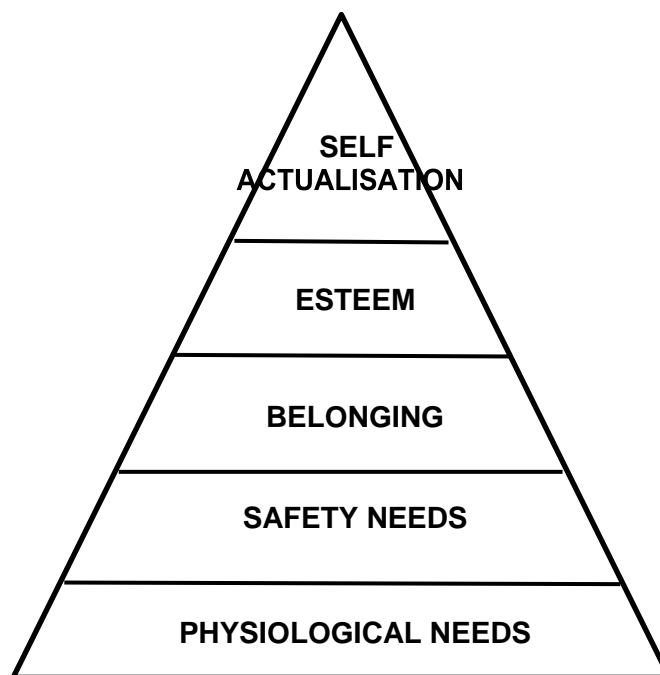 SELF
ACTUALISATION
ESTEEM
BELONGING
SAFETY NEEDS
PHYSIOLOGICAL NEEDS